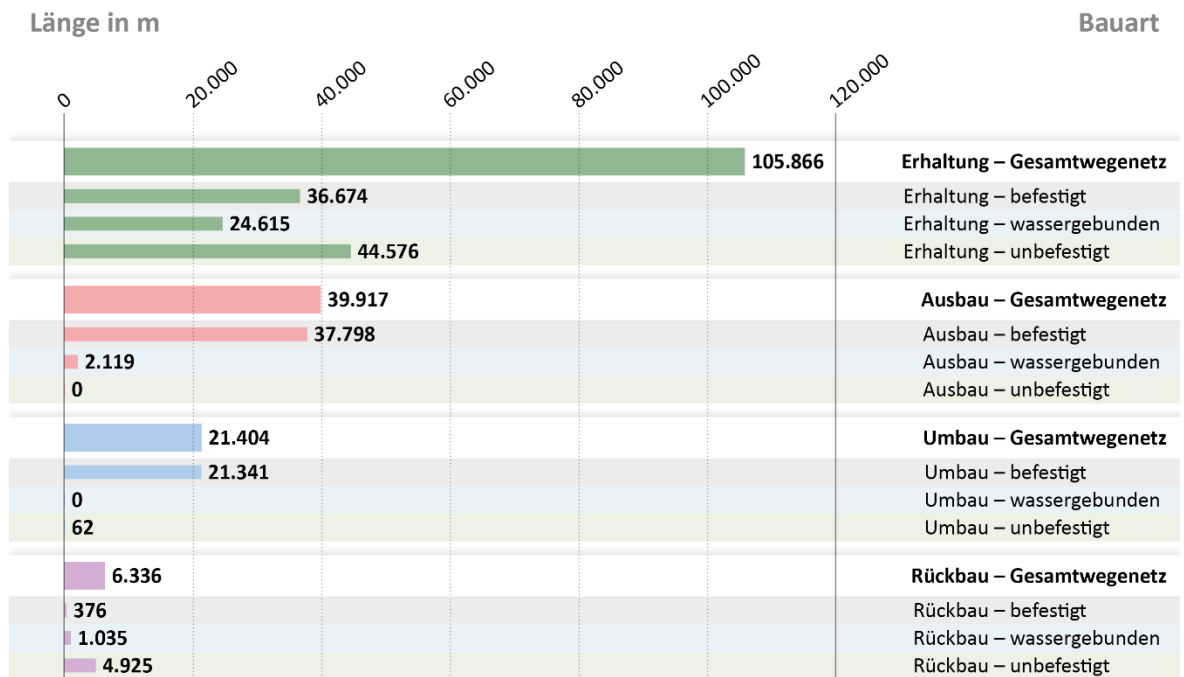 Länge in m Bauart
0 20.000 40.000 60.000 80.000 100.000 120.000
105.866 Erhaltung – Gesamtwegenetz
36.674 Erhaltung – befestigt
24.615 Erhaltung – wassergebunden
44.576 Erhaltung – unbefestigt
39.917 Ausbau – Gesamtwegenetz
37.798 Ausbau – befestigt
2.119 Ausbau – wassergebunden
0 Ausbau – unbefestigt
21.404 Umbau – Gesamtwegenetz
21.341 Umbau – befestigt
0 Umbau – wassergebunden
62 Umbau – unbefestigt
6.336 Rückbau – Gesamtwegenetz
376 Rückbau – befestigt
1.035 Rückbau – wassergebunden
4.925 Rückbau – unbefestigt